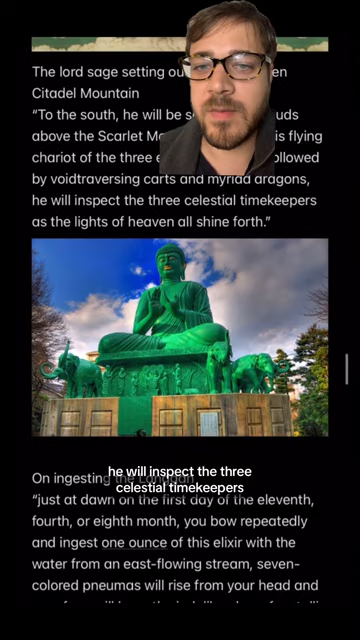 The lord sage setting ou en
Citadel Mountain
“To the south, he will be s uds
above the Scarlet Mo is flying
chariot of the three e ollowed
by voidtraversing carts and myriad dragons,
he will inspect the three celestial timekeepers
as the lights of heaven all shine forth.”
On ingesting the Langgan
he will inspect the three
celestial timekeepers
“just at dawn on the first day of the eleventh,
fourth, or eighth month, you bow repeatedly
and ingest one ounce of this elixir with the
water from an east-flowing stream, seven-
colored pneumas will rise from your head and